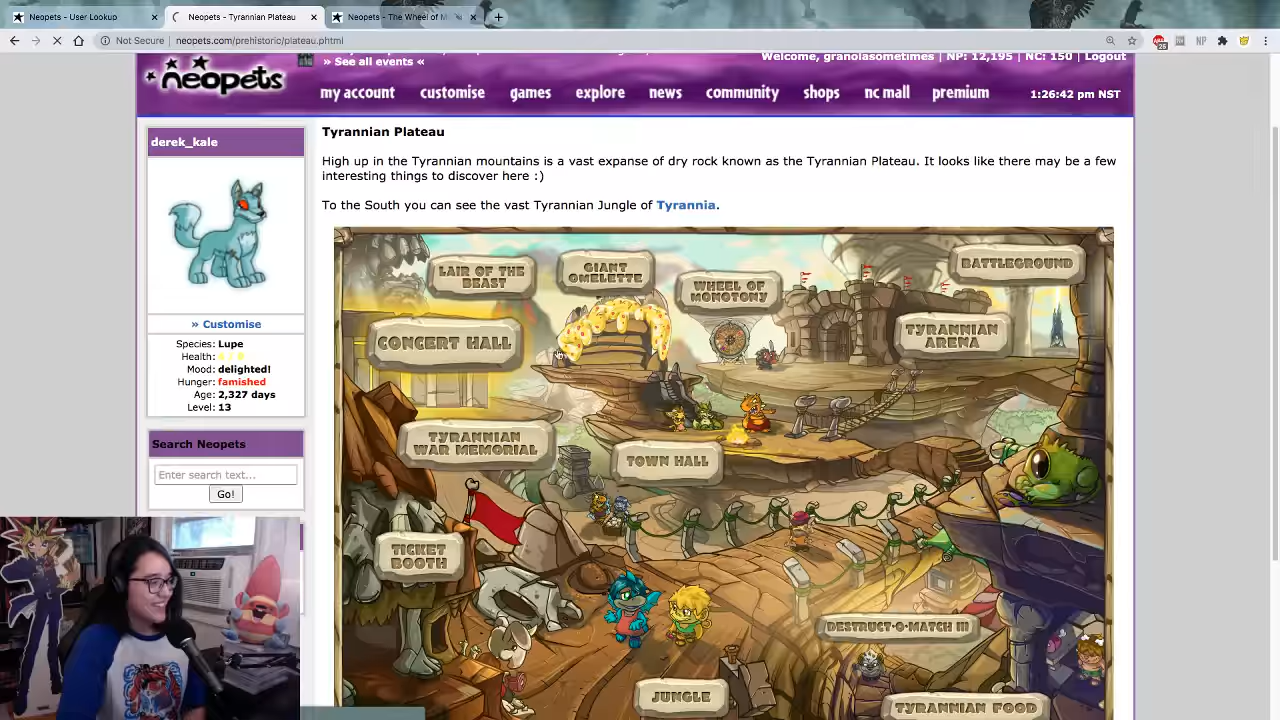 Neopets - User Lookup
Neopets - Tyrannian Plateau
Neopets - The Wheel of M
Not Secure | neopets.com/prehistoric/plateau.phtml
neopets
» See all events «
Welcome, granolasometimes | NP: 12,195 | NC: 150 | Logout
my account customise games explore news community shops nc mall premium
1:26:42 pm NST
derek_kale
» Customise
Species: Lupe
Health:
Mood: delighted!
Hunger: famished
Age: 2,327 days
Level: 13
Search Neopets
Enter search text...
Go!
Tyrannian Plateau
High up in the Tyrannian mountains is a vast expanse of dry rock known as the Tyrannian Plateau. It looks like there may be a few
interesting things to discover here :)
To the South you can see the vast Tyrannian Jungle of Tyrannia.
LAIR OF THE
BEAST
GIANT
OMELETTE
WHEEL OF
MONOTONY
BATTLEGROUND
CONCERT HALL
TYRANNIAN
ARENA
TYRANNIAN
WAR MEMORIAL
TOWN HALL
TICKET
BOOTH
DESTRUCT-O-MATCH III
JUNGLE
TYRANNIAN FOOD